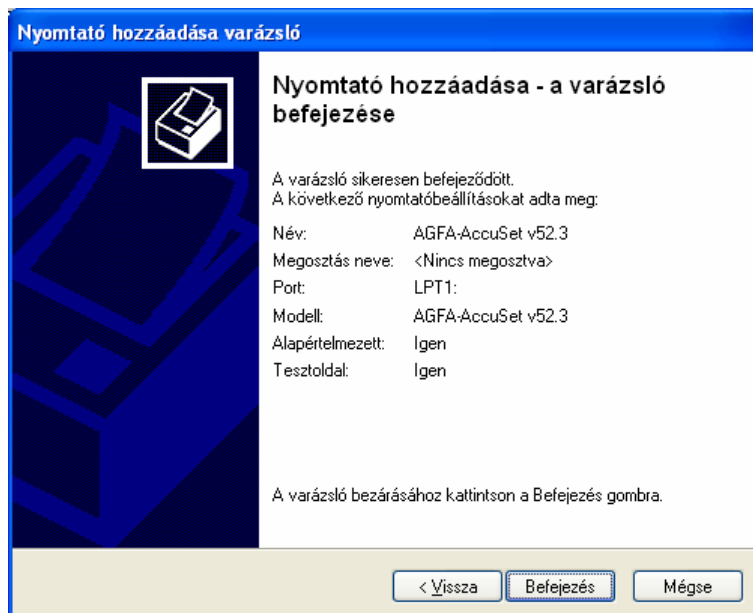 Nyomtató hozzáadása varázsló
Nyomtató hozzáadása - a varázsló
befejezése
A varázsló sikeresen befejeződött.
A következő nyomtatóbeállításokat adta meg:
Név: AGFA-AccuSet v52.3
Megosztás neve: <Nincs megosztva>
Port: LPT1:
Modell: AGFA-AccuSet v52.3
Alapértelmezett: Igen
Tesztoldal: Igen
A varázsló bezárásához kattintson a Befejezés gombra.
< Vissza Befejezés Mégse